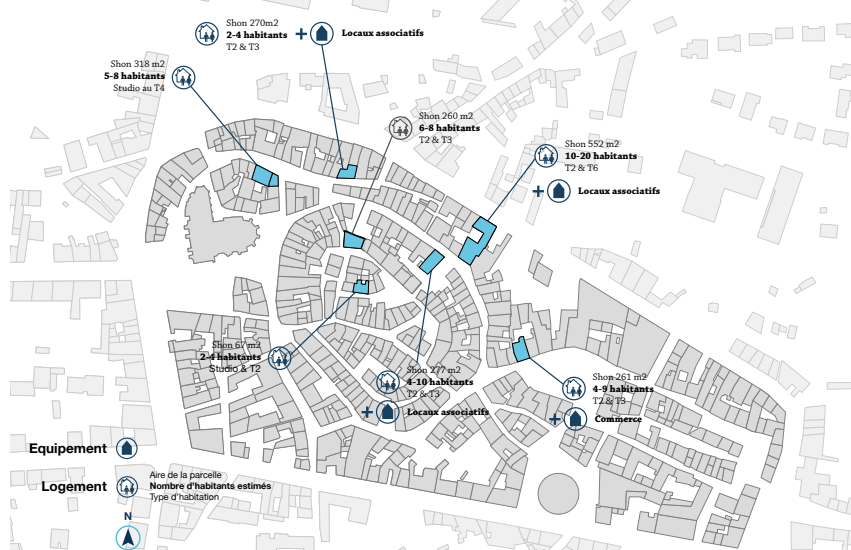 Shon 270m2
2-4 habitants
T2 & T3
+
Locaux associatifs
Shon 318 m2
5-8 habitants
Studio au T4
Shon 260 m2
6-8 habitants
T2 & T3
Shon 552 m2
10-20 habitants
T2 & T6
+
Locaux associatifs
Shon 67 m2
2-4 habitants
Studio & T2
Shon 277 m2
4-10 habitants
T2 & T3
+
Locaux associatifs
Shon 261 m2
4-9 habitants
T2 & T3
+
Commerce
Equipement
Logement
Aire de la parcelle
Nombre d'habitants estimés
Type d'habitation
N